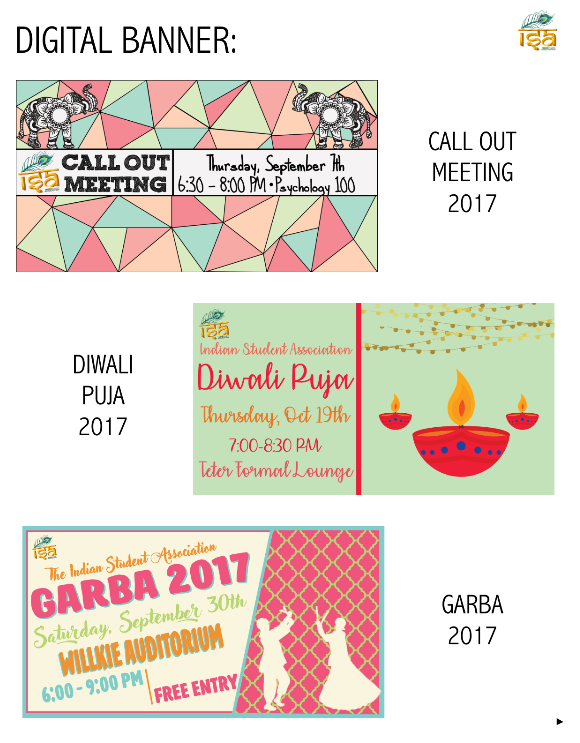 DIGITAL BANNER:
isa
CALL OUT
MEETING
Thursday, September 7th
6:30 - 8:00 PM • Psychology 100
isa
CALL OUT
MEETING
2017
DIWALI
PUJA
2017
isa
Indian Student Association
Diwali Puja
Thursday, Oct 19th
7:00-8:30 PM
Teter Formal Lounge
isa
The Indian Student Association
GARBA 2017
Saturday, September 30th
WILLKIE AUDITORIUM
6:00 - 9:00 PM
FREE ENTRY
GARBA
2017